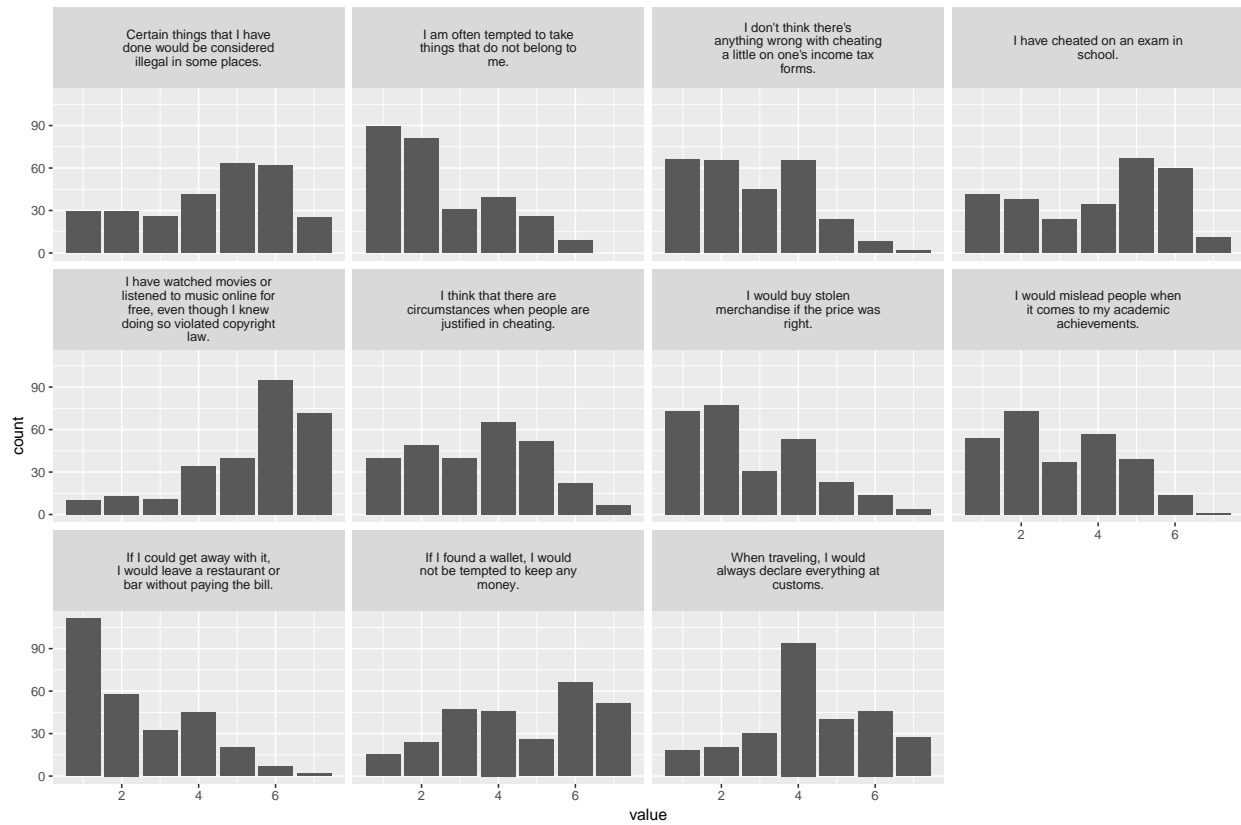 Certain things that I have
done would be considered
illegal in some places.
I am often tempted to take
things that do not belong to
me.
I don't think there's
anything wrong with cheating
a little on one's income tax
forms.
I have cheated on an exam in
school.
90
60
30
0
I have watched movies or
listened to music online for
free, even though I knew
doing so violated copyright
law.
I think that there are
circumstances when people are
justified in cheating.
I would buy stolen
merchandise if the price was
right.
I would mislead people when
it comes to my academic
achievements.
90
60
30
0
2 4 6
count
If I could get away with it,
I would leave a restaurant or
bar without paying the bill.
If I found a wallet, I would
not be tempted to keep any
money.
When traveling, I would
always declare everything at
customs.
90
60
30
0
2 4 6 2 4 6 2 4 6
value